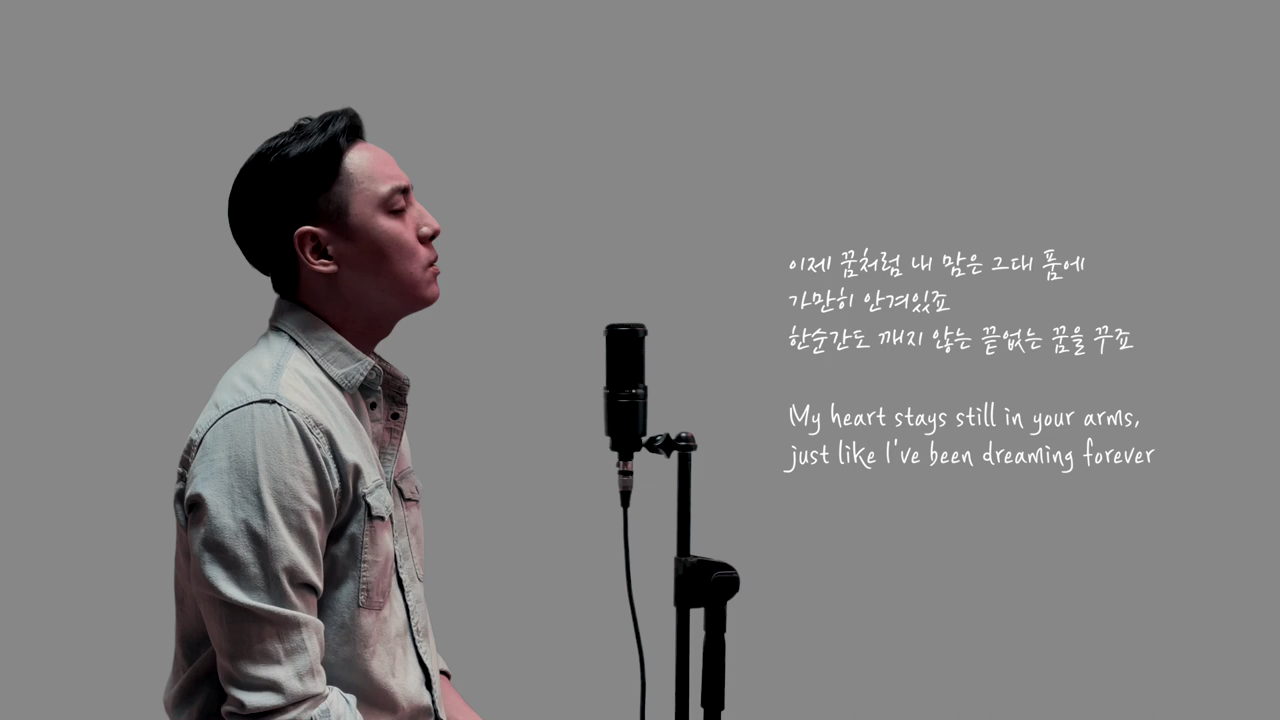 이제 꿈처럼 내 맘은 그대 품에
가만히 안겨있죠
한순간도 깨지 않는 끝없는 꿈을 꾸죠
My heart stays still in your arms,
just like I've been dreaming forever